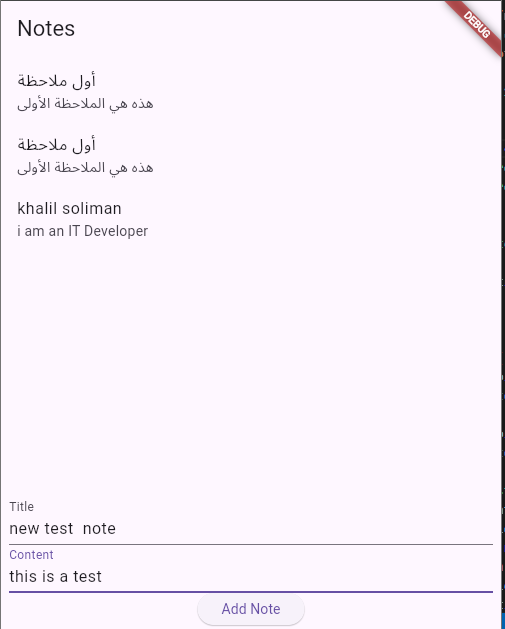 Notes
DEBUG
أول ملاحظة
هذه هي الملاحظة الأولى
أول ملاحظة
هذه هي الملاحظة الأولى
khalil soliman
i am an IT Developer
Title
new test  note
Content
this is a test
Add Note